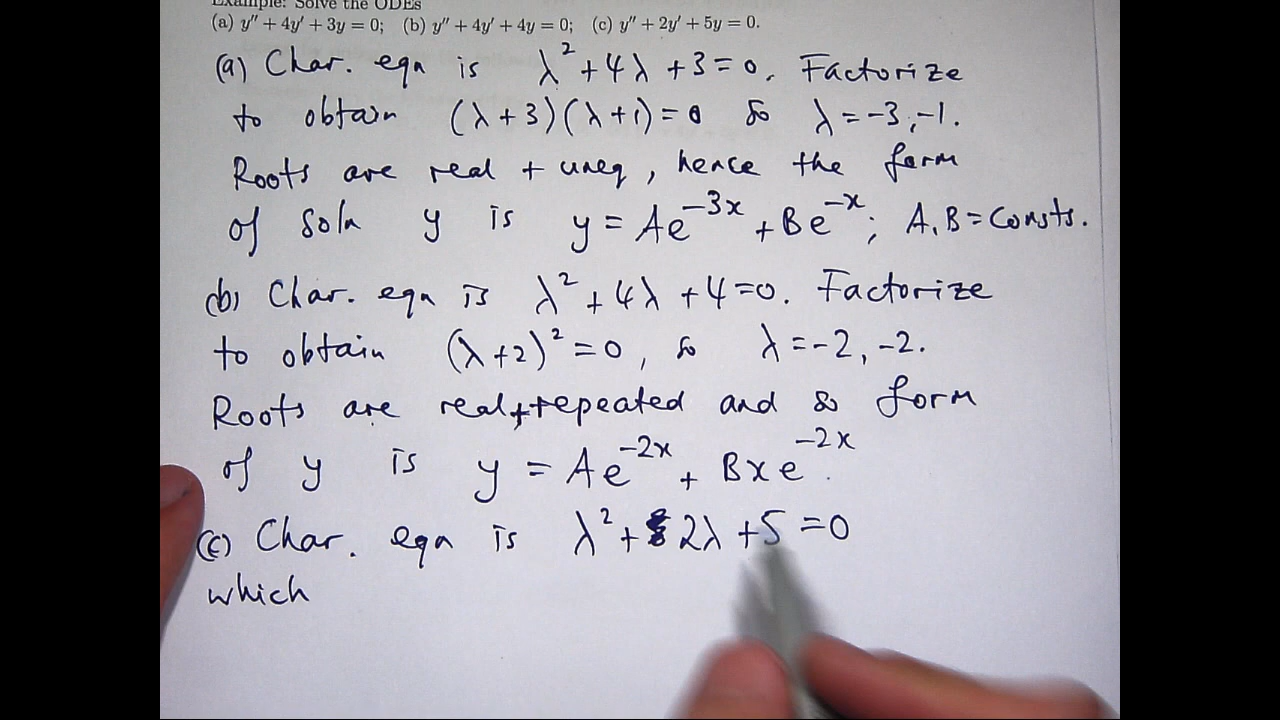 Example: Solve the ODEs
(a) y″ + 4y′ + 3y = 0; (b) y″ + 4y′ + 4y = 0; (c) y″ + 2y′ + 5y = 0.
(a) Char. eqn is λ² + 4λ + 3 = 0. Factorize
to obtain (λ + 3)(λ + 1) = 0 so λ = -3, -1.
Roots are real + uneq, hence the form
of soln y is y = Ae^{-3x} + Be^{-x}; A, B = Consts.
(b) Char. eqn is λ² + 4λ + 4 = 0. Factorize
to obtain (λ + 2)² = 0, so λ = -2, -2.
Roots are real + repeated and so form
of y is y = Ae^{-2x} + Bxe^{-2x}.
(c) Char. eqn is λ² + 2λ + 5 = 0
which